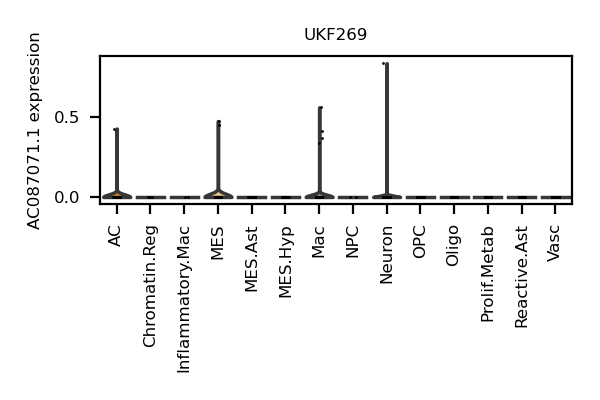 UKF269
AC087071.1 expression
0.5
0.0
AC
Chromatin.Reg
Inflammatory.Mac
MES
MES.Ast
MES.Hyp
Mac
NPC
Neuron
OPC
Oligo
Prolif.Metab
Reactive.Ast
Vasc